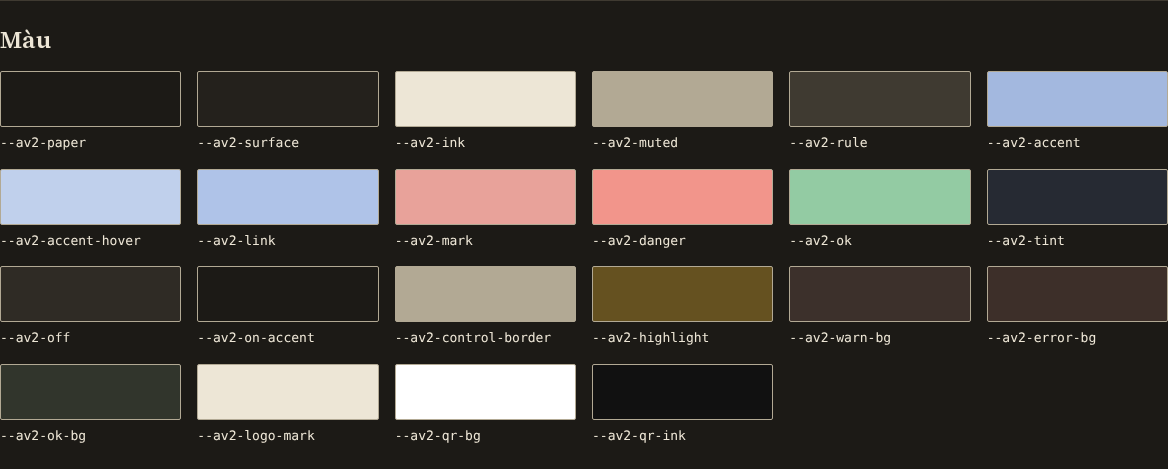 Màu
--av2-paper
--av2-surface
--av2-ink
--av2-muted
--av2-rule
--av2-accent
--av2-accent-hover
--av2-link
--av2-mark
--av2-danger
--av2-ok
--av2-tint
--av2-off
--av2-on-accent
--av2-control-border
--av2-highlight
--av2-warn-bg
--av2-error-bg
--av2-ok-bg
--av2-logo-mark
--av2-qr-bg
--av2-qr-ink